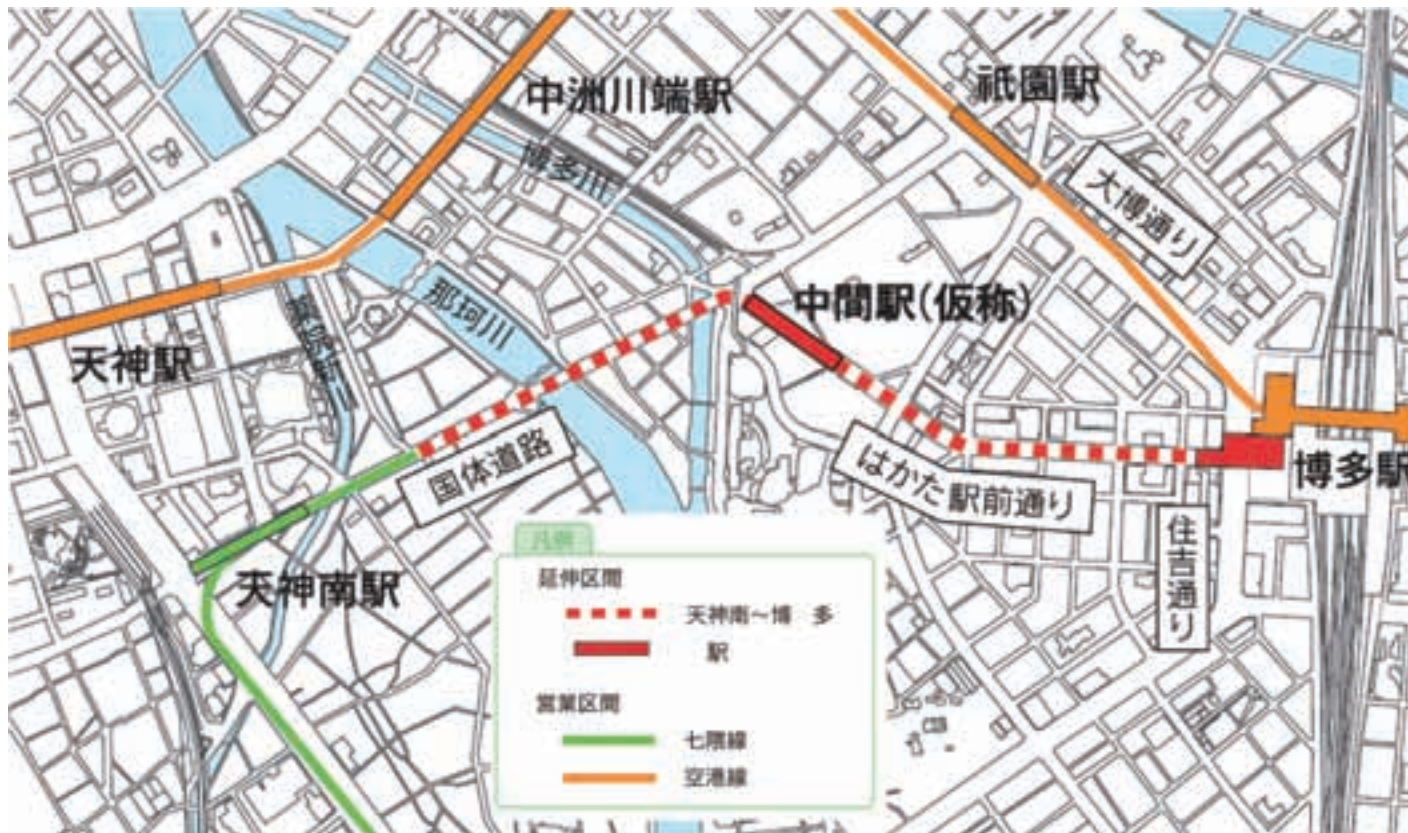 中洲川端駅
祇園駅
博多川
大博通り
那珂川
中間駅(仮称)
天神駅
国体道路
はかた駅前通り
博多駅
住吉通り
天神南駅
凡例
延伸区間
天神南～博 多
駅
営業区間
七隈線
空港線